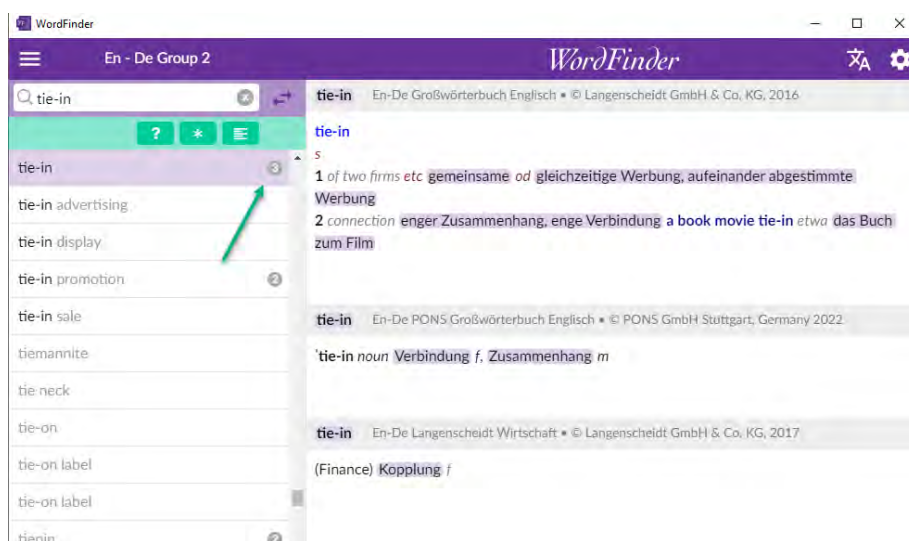 WordFinder
En - De Group 2
WordFinder
tie-in
? *
tie-in 3
tie-in advertising
tie-in display
tie-in promotion 2
tie-in sale
tiemannite
tie neck
tie-on
tie-on label
tie-on label
tiepin 2
tie-in En-De Großwörterbuch Englisch • © Langenscheidt GmbH & Co. KG, 2016
tie-in
s
1 of two firms etc gemeinsame od gleichzeitige Werbung, aufeinander abgestimmte
Werbung
2 connection enger Zusammenhang, enge Verbindung a book movie tie-in etwa das Buch
zum Film
tie-in En-De PONS Großwörterbuch Englisch • © PONS GmbH Stuttgart, Germany 2022
'tie-in noun Verbindung f, Zusammenhang m
tie-in En-De Langenscheidt Wirtschaft • © Langenscheidt GmbH & Co. KG, 2017
(Finance) Kopplung f